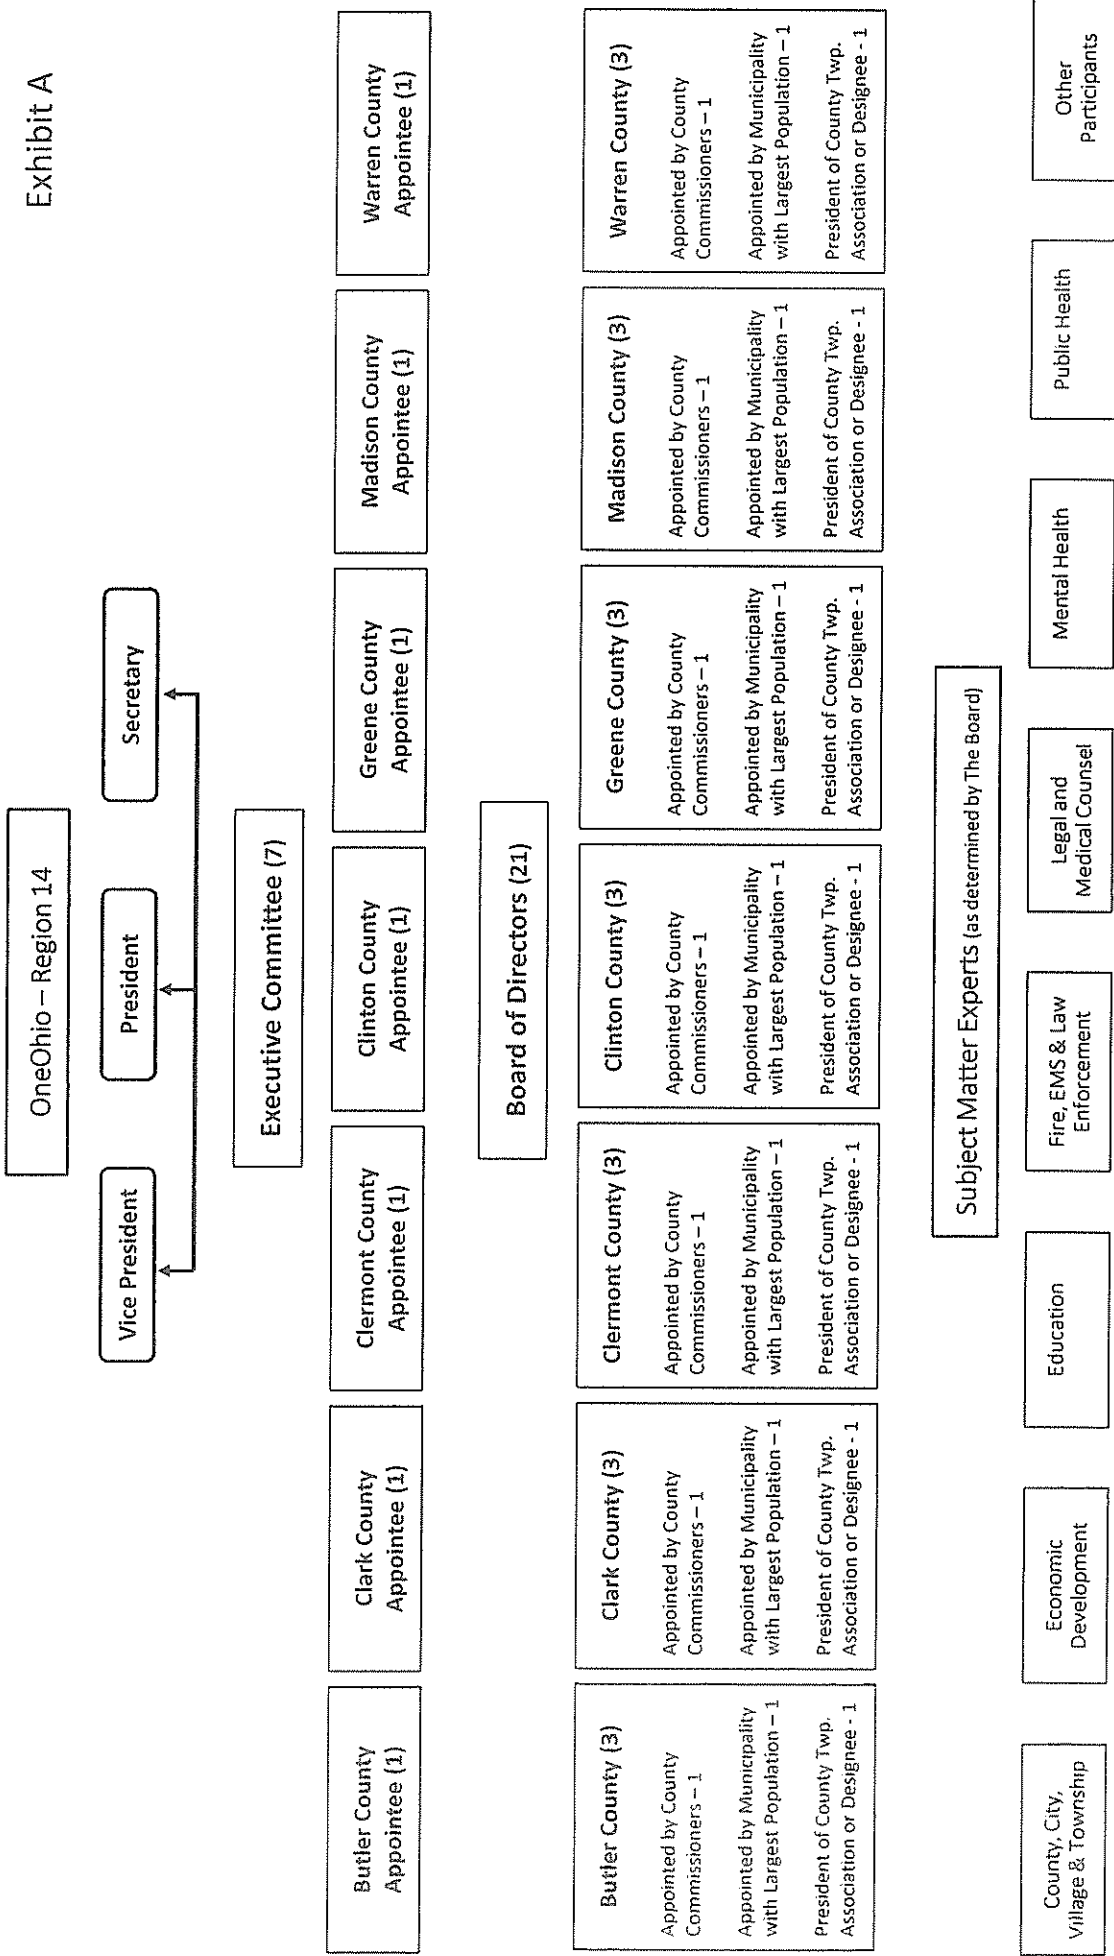 Exhibit A
OneOhio – Region 14
Vice President
President
Secretary
Executive Committee (7)
Butler County
Appointee (1)
Clark County
Appointee (1)
Clermont County
Appointee (1)
Clinton County
Appointee (1)
Greene County
Appointee (1)
Madison County
Appointee (1)
Warren County
Appointee (1)
Board of Directors (21)
Butler County (3)
Appointed by County
Commissioners – 1
Appointed by Municipality
with Largest Population – 1
President of County Twp.
Association or Designee - 1
Clark County (3)
Appointed by County
Commissioners – 1
Appointed by Municipality
with Largest Population – 1
President of County Twp.
Association or Designee - 1
Clermont County (3)
Appointed by County
Commissioners – 1
Appointed by Municipality
with Largest Population – 1
President of County Twp.
Association or Designee - 1
Clinton County (3)
Appointed by County
Commissioners – 1
Appointed by Municipality
with Largest Population – 1
President of County Twp.
Association or Designee - 1
Greene County (3)
Appointed by County
Commissioners – 1
Appointed by Municipality
with Largest Population – 1
President of County Twp.
Association or Designee - 1
Madison County (3)
Appointed by County
Commissioners – 1
Appointed by Municipality
with Largest Population – 1
President of County Twp.
Association or Designee - 1
Warren County (3)
Appointed by County
Commissioners – 1
Appointed by Municipality
with Largest Population – 1
President of County Twp.
Association or Designee - 1
Subject Matter Experts (as determined by The Board)
County, City,
Village & Township
Economic
Development
Education
Fire, EMS & Law
Enforcement
Legal and
Medical Counsel
Mental Health
Public Health
Other
Participants